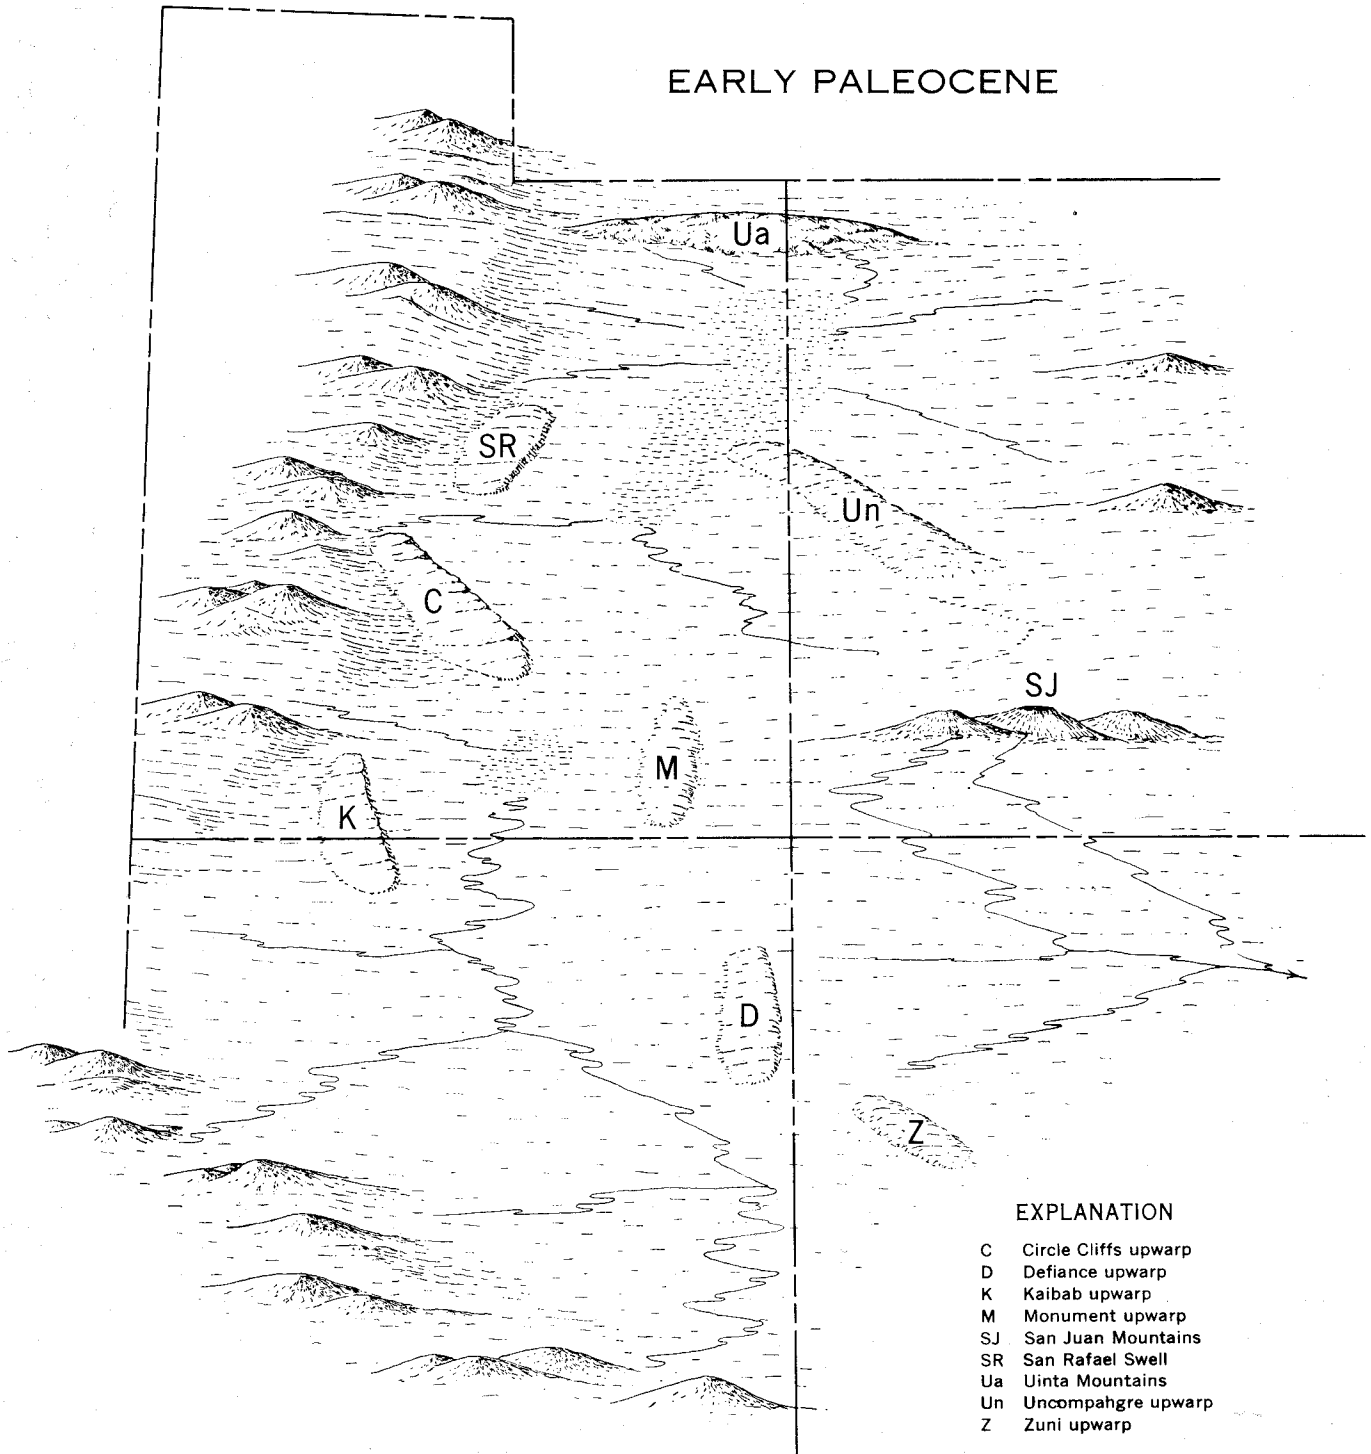 EARLY PALEOCENE
Ua
SR
Un
C
SJ
M
K
D
Z
EXPLANATION
C Circle Cliffs upwarp
D Defiance upwarp
K Kaibab upwarp
M Monument upwarp
SJ San Juan Mountains
SR San Rafael Swell
Ua Uinta Mountains
Un Uncompahgre upwarp
Z Zuni upwarp